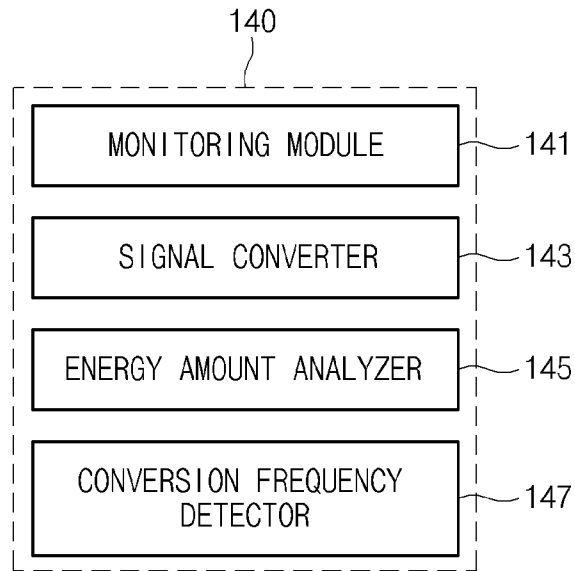 140
MONITORING MODULE
141
SIGNAL CONVERTER
143
ENERGY AMOUNT ANALYZER
145
CONVERSION FREQUENCY
DETECTOR
147